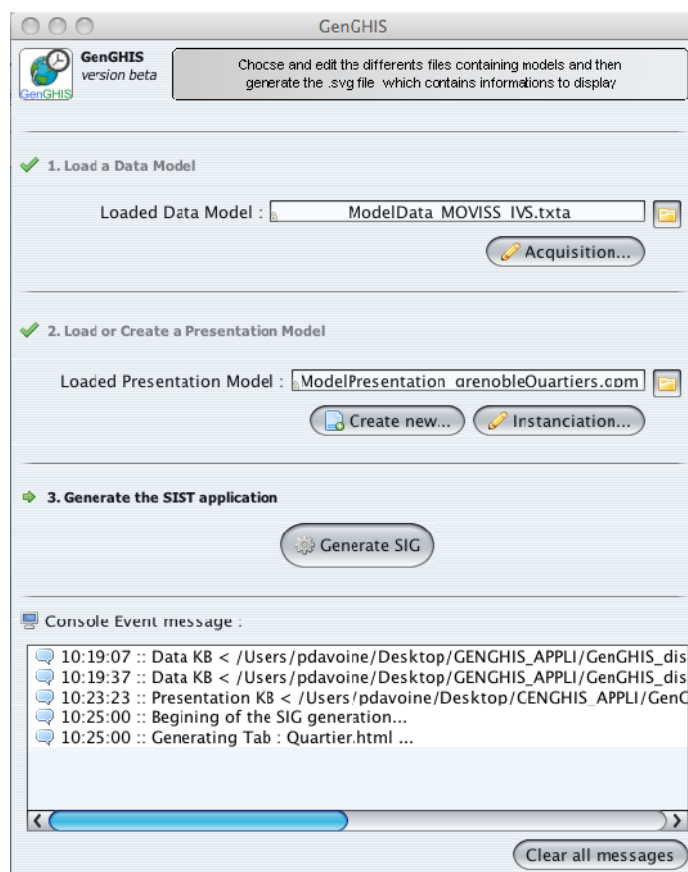 GenGHIS
GenGHIS
version beta
GenGHIS
Choose and edit the differents files containing models and then
generate the .svg file which contains informations to display
1. Load a Data Model
Loaded Data Model : ModelData_MOVISS_IVS.txta
Acquisition...
2. Load or Create a Presentation Model
Loaded Presentation Model : ModelPresentation_grenobleQuartiers.gpm
Create new... Instanciation...
3. Generate the SIST application
Generate SIG
Console Event message :
10:19:07 :: Data KB < /Users/pdavoine/Desktop/GENGHIS_APPLI/GenGHIS_dis
10:19:37 :: Data KB < /Users/pdavoine/Desktop/GENGHIS_APPLI/GenGHIS_dis
10:23:23 :: Presentation KB < /Users/pdavoine/Desktop/GENGHIS_APPLI/GenG
10:25:00 :: Begining of the SIG generation...
10:25:00 :: Generating Tab : Quartier.html ...
Clear all messages